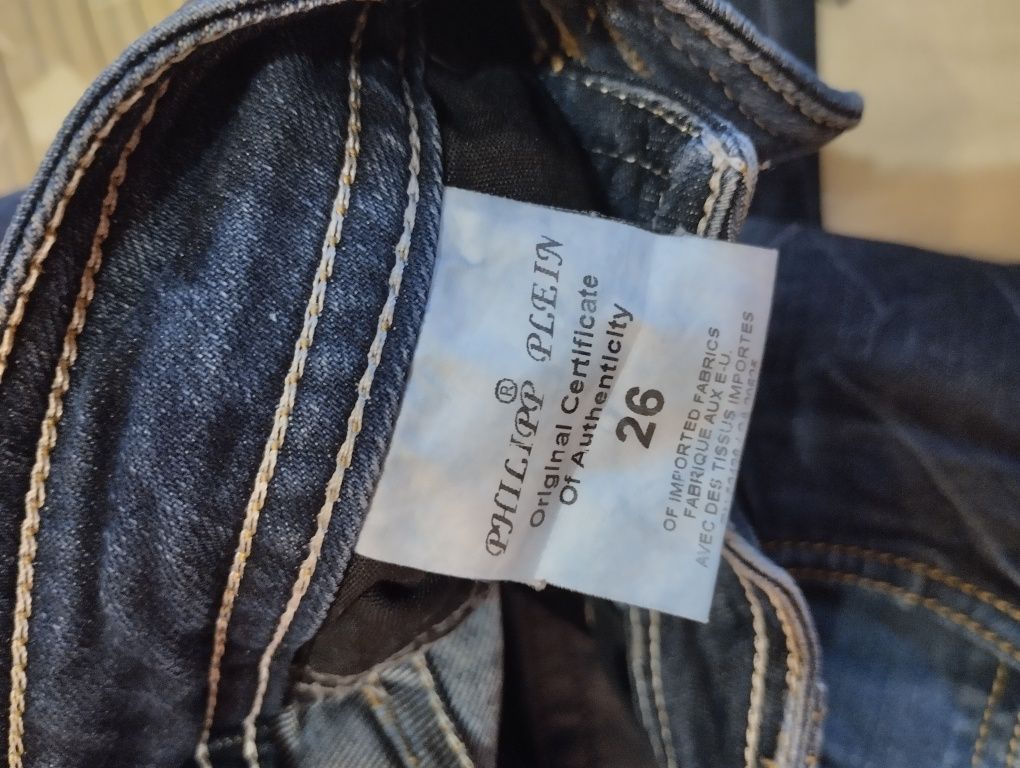 PHILIPP® PLEIN
Original Certificate
Of Authenticity
26
OF IMPORTED FABRICS
FABRIQUE AUX E-U.
AVEC DES TISSUS IMPORTES